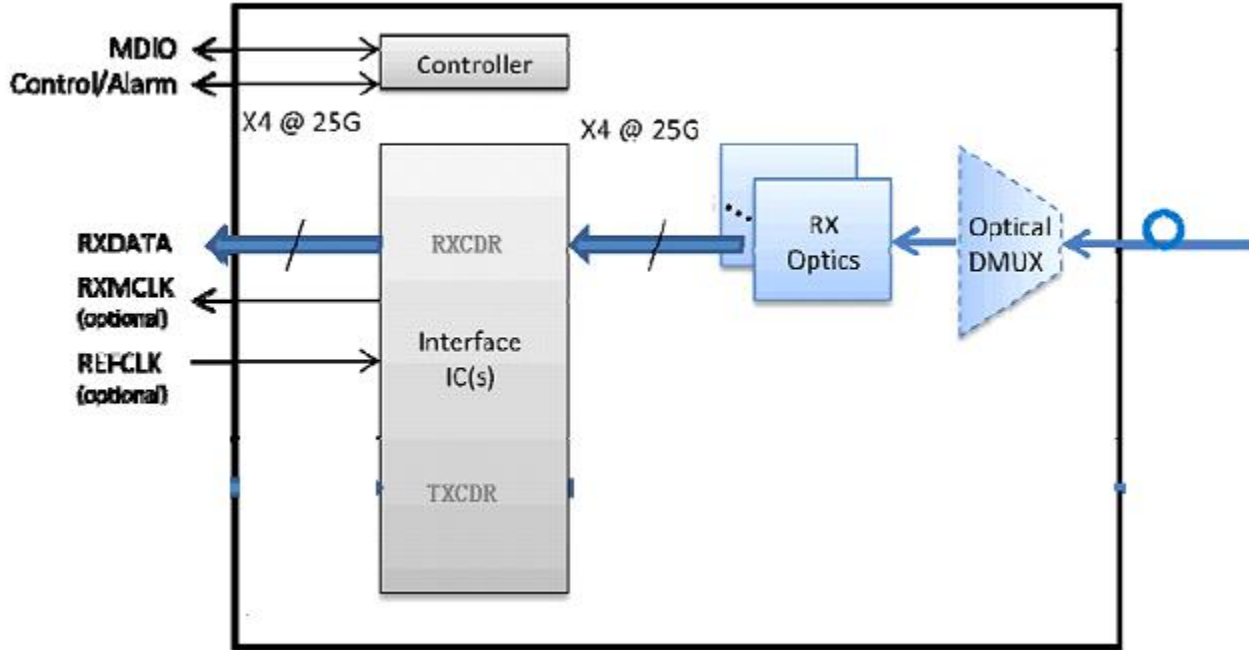 MDIO
Control/Alarm
Controller
X4 @ 25G
X4 @ 25G
RXDATA
RXMCLK
(optional)
REFCLK
(optional)
RXCDR
Interface
IC(s)
TXCDR
RX
Optics
Optical
DMUX